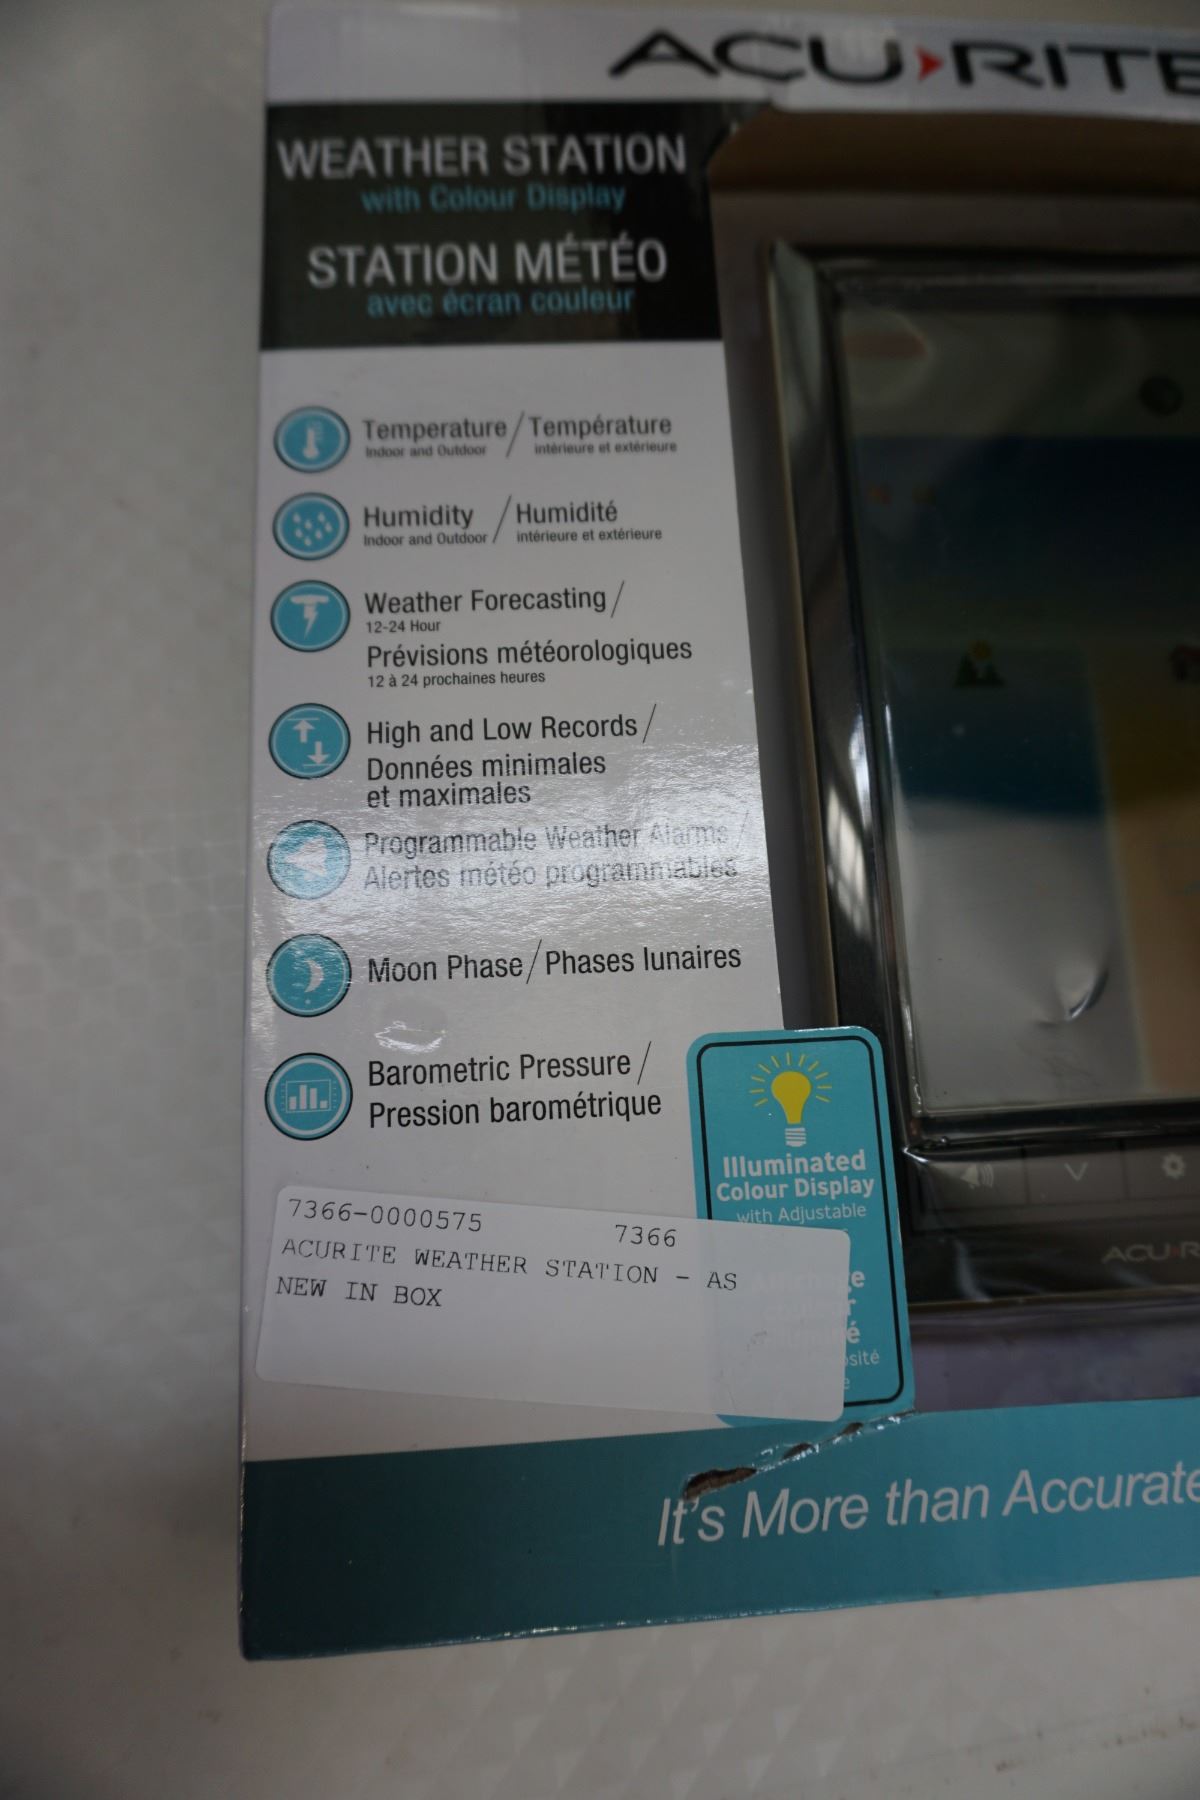 ACU RITE
WEATHER STATION
with Colour Display
STATION MÉTÉO
avec écran couleur
Temperature / Température
Indoor and Outdoor intérieure et extérieure
Humidity / Humidité
Indoor and Outdoor intérieure et extérieure
Weather Forecasting /
12-24 Hour
Prévisions météorologiques
12 à 24 prochaines heures
High and Low Records /
Données minimales
et maximales
Programmable Weather Alarms /
Alertes météo programmables
Moon Phase / Phases lunaires
Barometric Pressure /
Pression barométrique
Illuminated
Colour Display
with Adjustable
7366-0000575 7366
ACURITE WEATHER STATION - AS
NEW IN BOX
It's More than Accurate